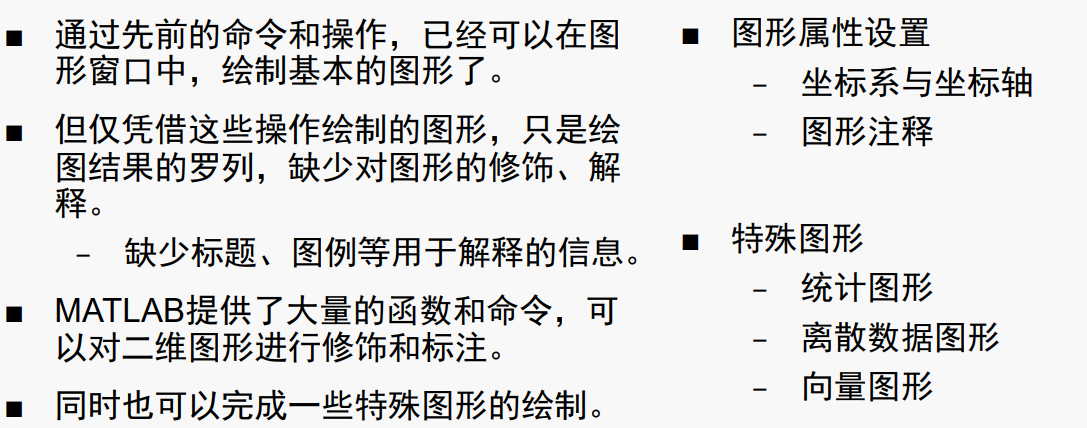 ■ 通过先前的命令和操作，已经可以在图
形窗口中，绘制基本的图形了。
■ 但仅凭借这些操作绘制的图形，只是绘
图结果的罗列，缺少对图形的修饰、解
释。
– 缺少标题、图例等用于解释的信息。
■ MATLAB提供了大量的函数和命令，可
以对二维图形进行修饰和标注。
■ 同时也可以完成一些特殊图形的绘制。
■ 图形属性设置
– 坐标系与坐标轴
– 图形注释
■ 特殊图形
– 统计图形
– 离散数据图形
– 向量图形